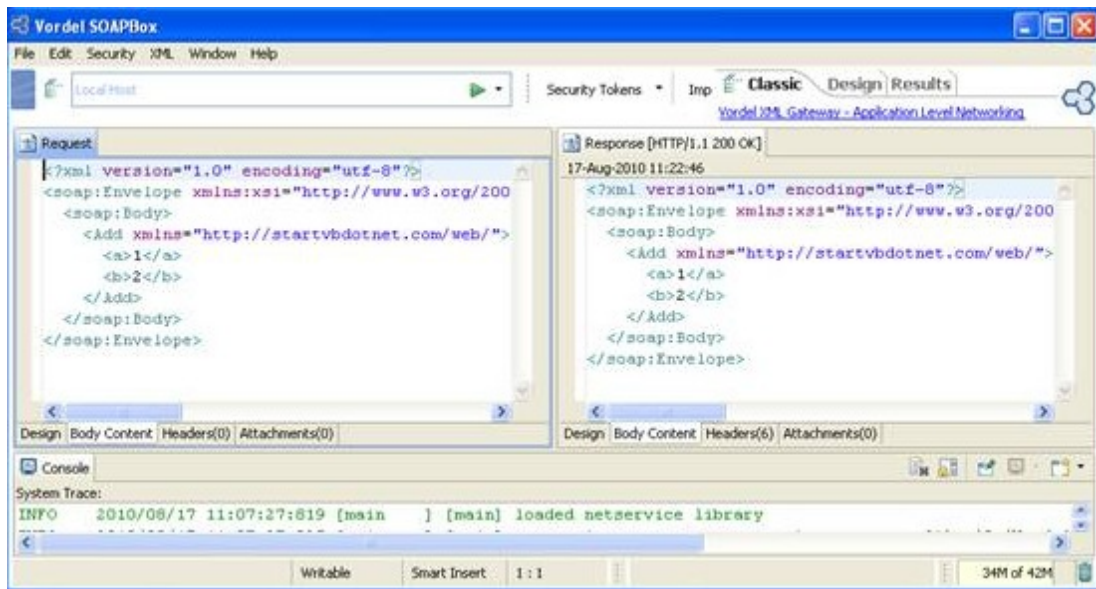 Vordel SOAPBox
File Edit Security XML Window Help
Local Host
Security Tokens
Imp
Classic Design Results
Vordel XML Gateway - Application Level Networking
Request
<?xml version="1.0" encoding="utf-8"?>
<soap:Envelope xmlns:xsi="http://www.w3.org/200
<soap:Body>
<Add xmlns="http://startvbdotnet.com/web/">
<a>1</a>
<b>2</b>
</Add>
</soap:Body>
</soap:Envelope>
Design Body Content Headers(0) Attachments(0)
Response [HTTP/1.1 200 OK]
17-Aug-2010 11:22:46
<?xml version="1.0" encoding="utf-8"?>
<soap:Envelope xmlns:xsi="http://www.w3.org/200
<soap:Body>
<Add xmlns="http://startvbdotnet.com/web/">
<a>1</a>
<b>2</b>
</Add>
</soap:Body>
</soap:Envelope>
Design Body Content Headers(6) Attachments(0)
Console
System Trace:
INFO 2010/08/17 11:07:27:819 [main ] [main] loaded netservice library
Writable Smart Insert 1 : 1 34M of 42M